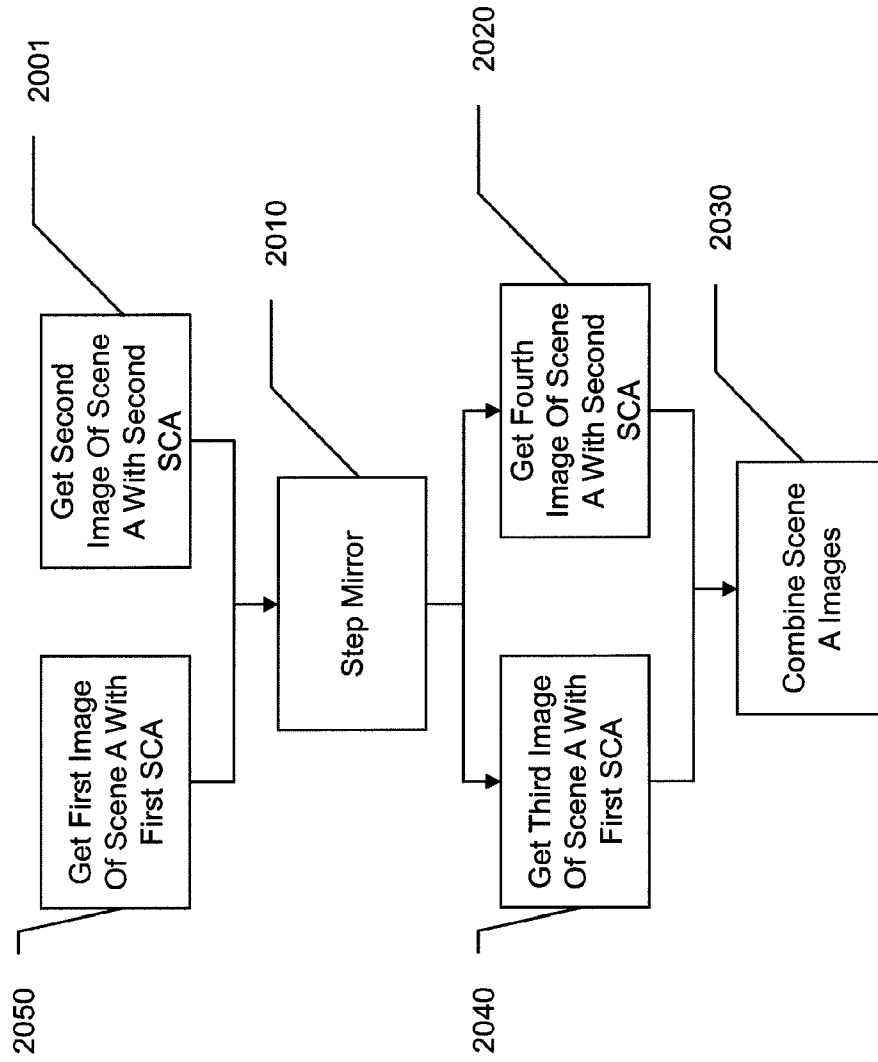 2050
Get First Image
Of Scene A With
First SCA
Get Second
Image Of Scene
A With Second
SCA
2001
Step Mirror
2010
2040
Get Third Image
Of Scene A With
First SCA
Get Fourth
Image Of Scene
A With Second
SCA
2020
Combine Scene
A Images
2030